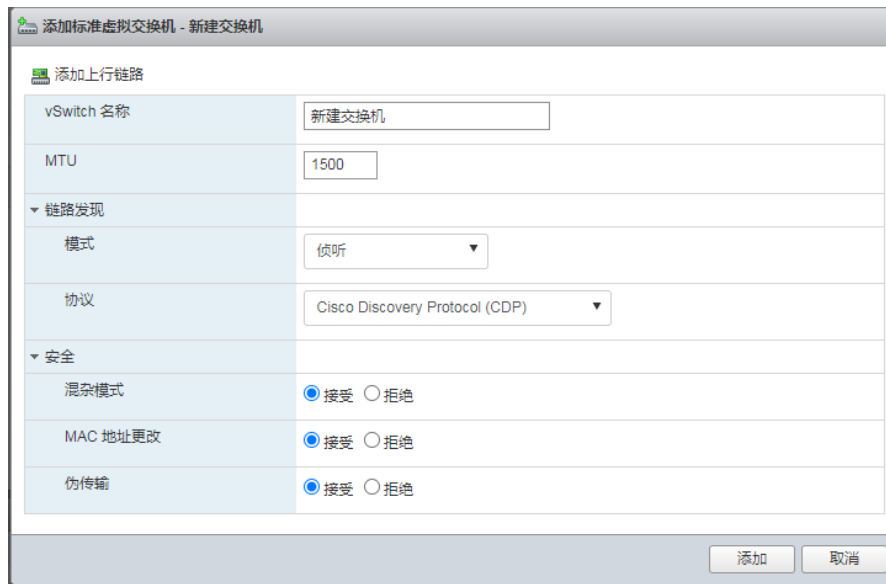 添加标准虚拟交换机 - 新建交换机
添加上行链路
vSwitch 名称 新建交换机
MTU 1500
链路发现
模式 侦听
协议 Cisco Discovery Protocol (CDP)
安全
混杂模式 接受 拒绝
MAC 地址更改 接受 拒绝
伪传输 接受 拒绝
添加 取消